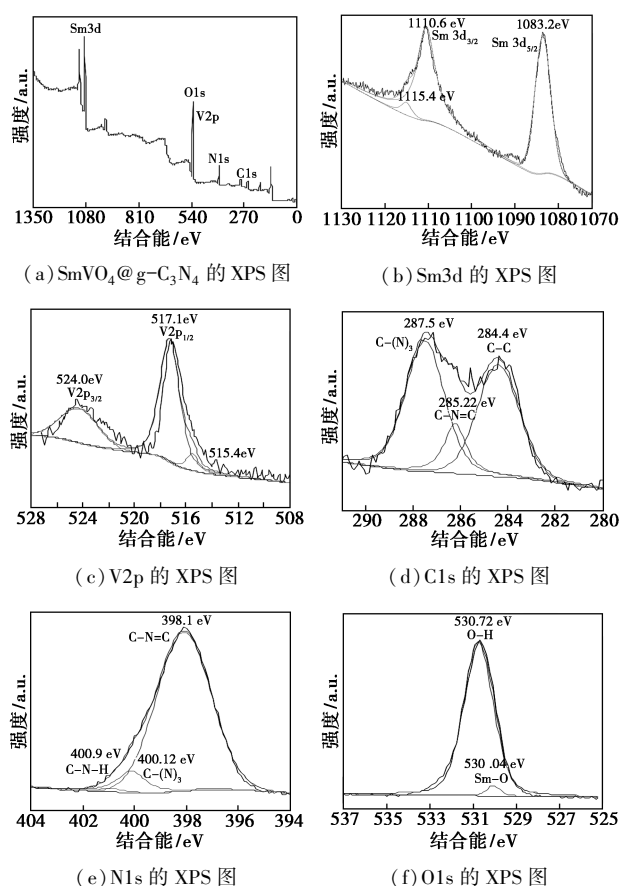 Sm3d
O1s
V2p
N1s
C1s
强度/a.u.
1350 1080 810 540 270 0
结合能/eV
(a)SmVO₄@g-C₃N₄ 的 XPS 图
1110.6 eV
Sm 3d₃/₂
1083.2eV
Sm 3d₅/₂
1115.4 eV
强度/a.u.
1130 1110 1100 1090 1080 1070
结合能/eV
(b)Sm3d 的 XPS 图
517.1eV
V2p₁/₂
524.0eV
V2p₃/₂
515.4eV
强度/a.u.
528 524 520 516 512 508
结合能/eV
(c)V2p 的 XPS 图
287.5 eV
C-(N)₃
284.4 eV
C-C
285.22 eV
C-N=C
强度/a.u.
290 288 286 284 282 280
结合能/eV
(d)C1s 的 XPS 图
398.1 eV
C-N=C
400.9 eV
C-N-H
400.12 eV
C-(N)₃
强度/a.u.
404 402 400 398 396 394
结合能/eV
(e)N1s 的 XPS 图
530.72 eV
O-H
530 .04 eV
Sm-O
强度/a.u.
537 535 533 531 529 527 525
结合能/eV
(f)O1s 的 XPS 图